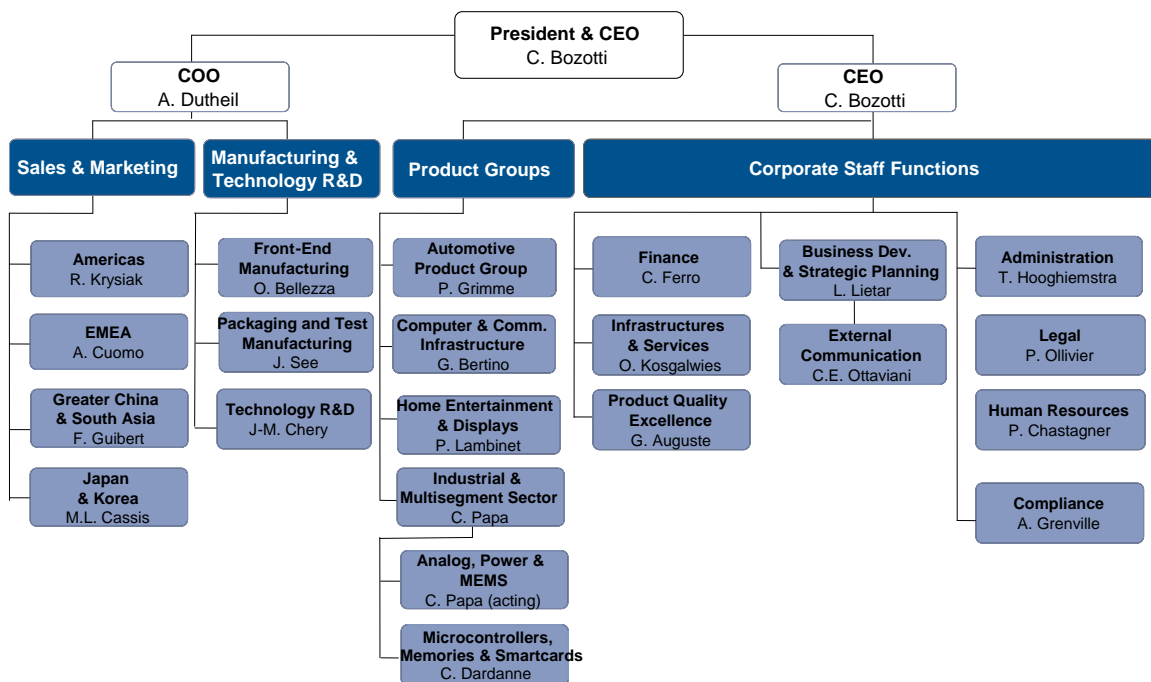 President & CEO
C. Bozotti
COO
A. Dutheil
CEO
C. Bozotti
Sales & Marketing
Manufacturing &
Technology R&D
Product Groups
Corporate Staff Functions
Americas
R. Krysiak
EMEA
A. Cuomo
Greater China
& South Asia
F. Guibert
Japan
& Korea
M.L. Cassis
Front-End
Manufacturing
O. Bellezza
Packaging and Test
Manufacturing
J. See
Technology R&D
J-M. Chery
Automotive
Product Group
P. Grimme
Computer & Comm.
Infrastructure
G. Bertino
Home Entertainment
& Displays
P. Lambinet
Industrial &
Multisegment Sector
C. Papa
Analog, Power &
MEMS
C. Papa (acting)
Microcontrollers,
Memories & Smartcards
C. Dardanne
Finance
C. Ferro
Infrastructures
& Services
O. Kosgalwies
Product Quality
Excellence
G. Auguste
Business Dev.
& Strategic Planning
L. Lietar
External
Communication
C.E. Ottaviani
Administration
T. Hooghiemstra
Legal
P. Ollivier
Human Resources
P. Chastagner
Compliance
A. Grenville